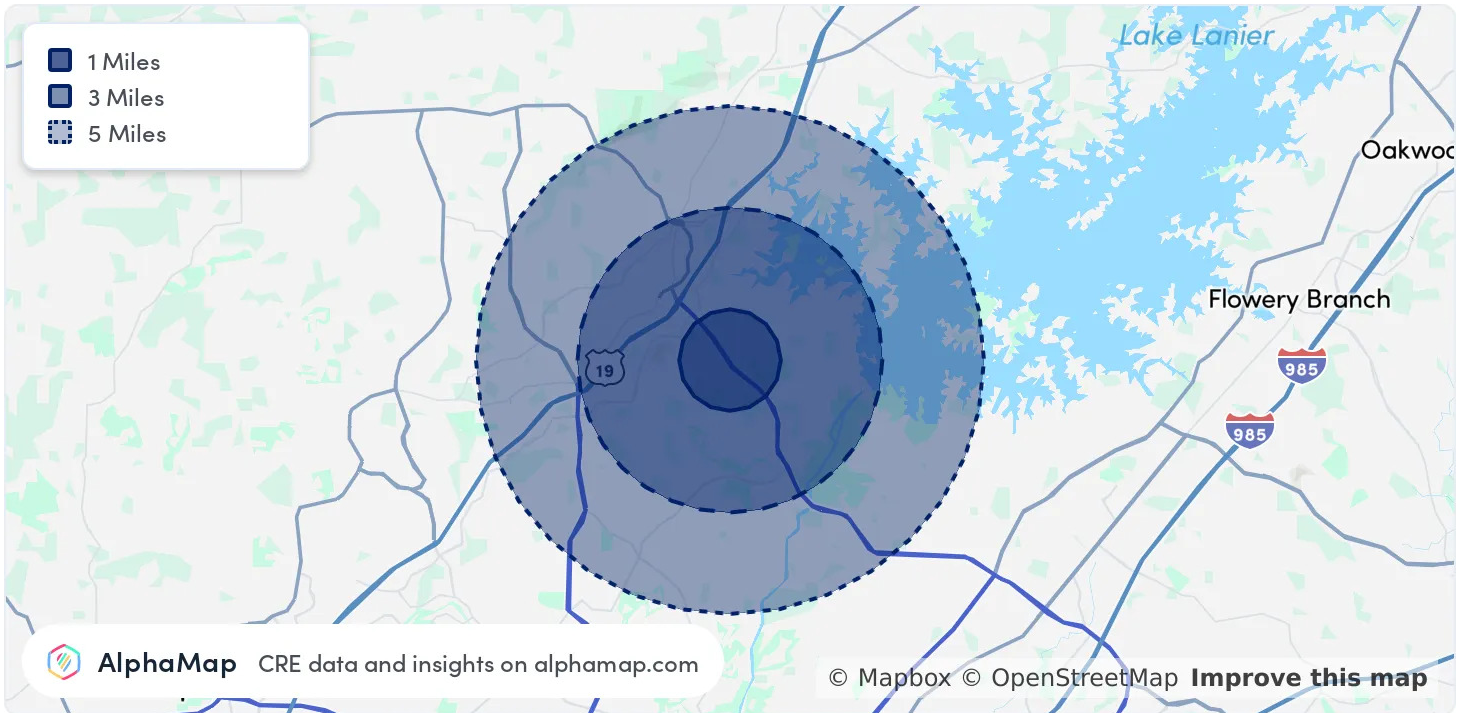 Lake Lanier
1 Miles
3 Miles
5 Miles
Oakwoo
Flowery Branch
19
985
985
AlphaMap CRE data and insights on alphamap.com
© Mapbox © OpenStreetMap Improve this map